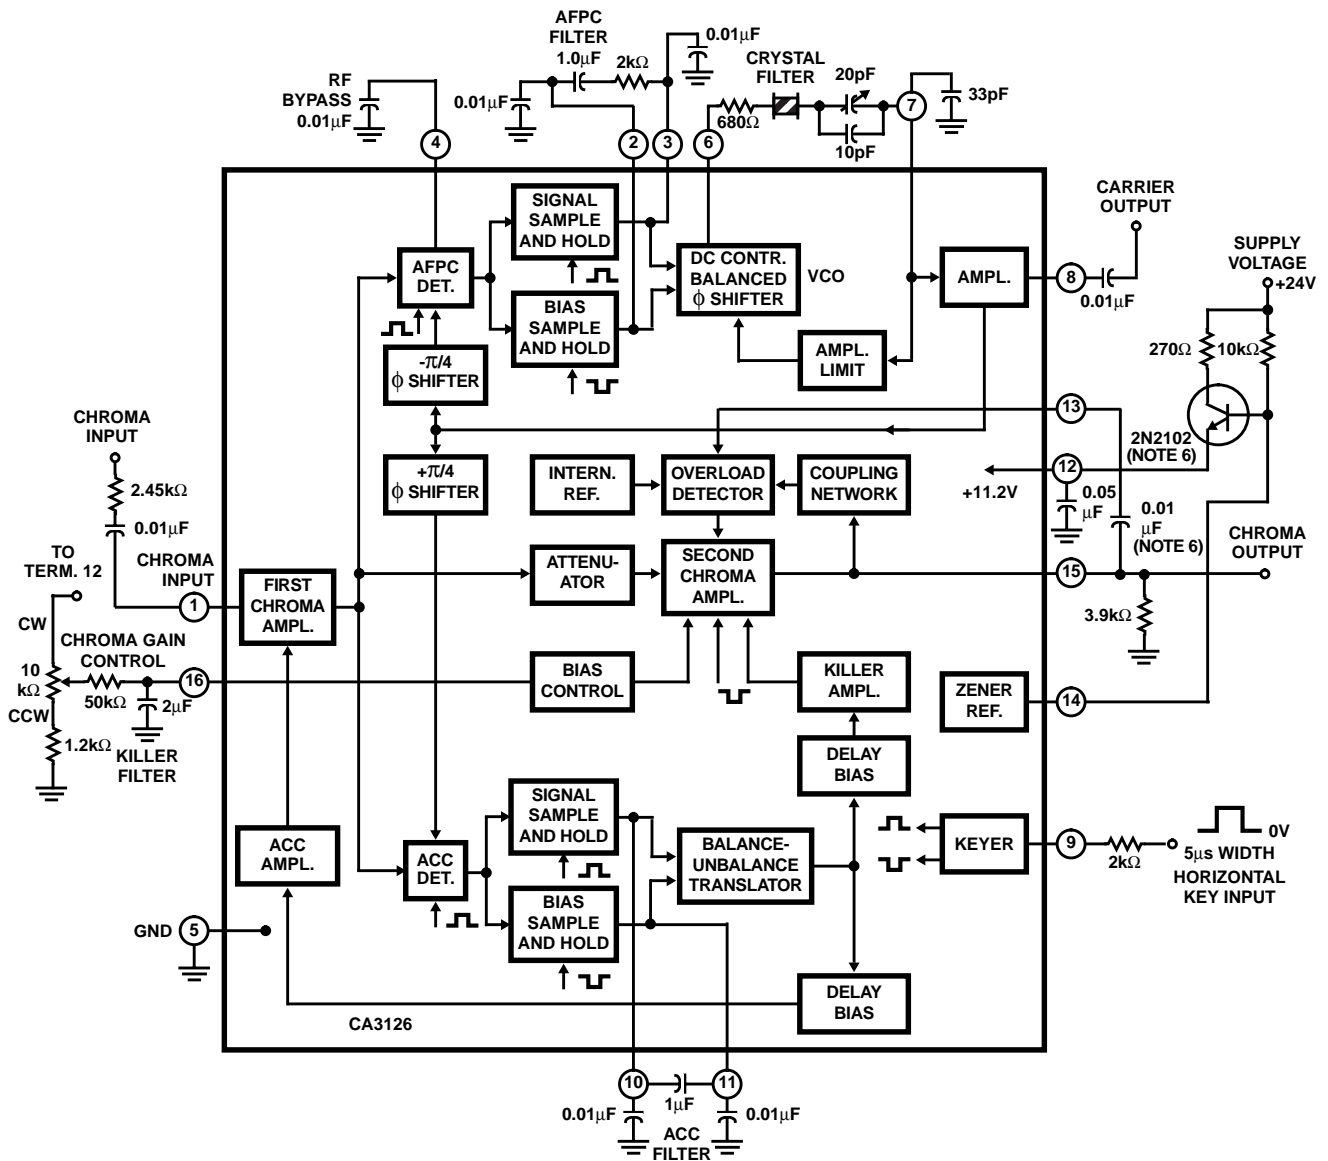 AFPC
FILTER
1.0μF
2kΩ
0.01μF
0.01μF
RF
BYPASS
0.01μF
CRYSTAL
FILTER
680Ω
20pF
10pF
33pF
4
2
3
6
7
SIGNAL
SAMPLE
AND HOLD
AFPC
DET.
BIAS
SAMPLE
AND HOLD
DC CONTR.
BALANCED
ϕ SHIFTER
VCO
AMPL.
AMPL.
LIMIT
-π/4
ϕ SHIFTER
8
0.01μF
CARRIER
OUTPUT
SUPPLY
VOLTAGE
+24V
270Ω
10kΩ
2N2102
(NOTE 6)
13
12
+11.2V
0.05
μF
0.01
μF
(NOTE 6)
CHROMA
OUTPUT
15
3.9kΩ
CHROMA
INPUT
2.45kΩ
0.01μF
TO
TERM. 12
CHROMA
INPUT
1
CW
10
kΩ
CCW
CHROMA GAIN
CONTROL
50kΩ
2μF
16
1.2kΩ
KILLER
FILTER
+π/4
ϕ SHIFTER
INTERN.
REF.
OVERLOAD
DETECTOR
COUPLING
NETWORK
FIRST
CHROMA
AMPL.
ATTENU-
ATOR
SECOND
CHROMA
AMPL.
BIAS
CONTROL
KILLER
AMPL.
ZENER
REF.
14
DELAY
BIAS
ACC
AMPL.
ACC
DET.
SIGNAL
SAMPLE
AND HOLD
BIAS
SAMPLE
AND HOLD
BALANCE-
UNBALANCE
TRANSLATOR
KEYER
9
2kΩ
0V
5μs WIDTH
HORIZONTAL
KEY INPUT
GND
5
DELAY
BIAS
CA3126
10
11
1μF
0.01μF
0.01μF
ACC
FILTER